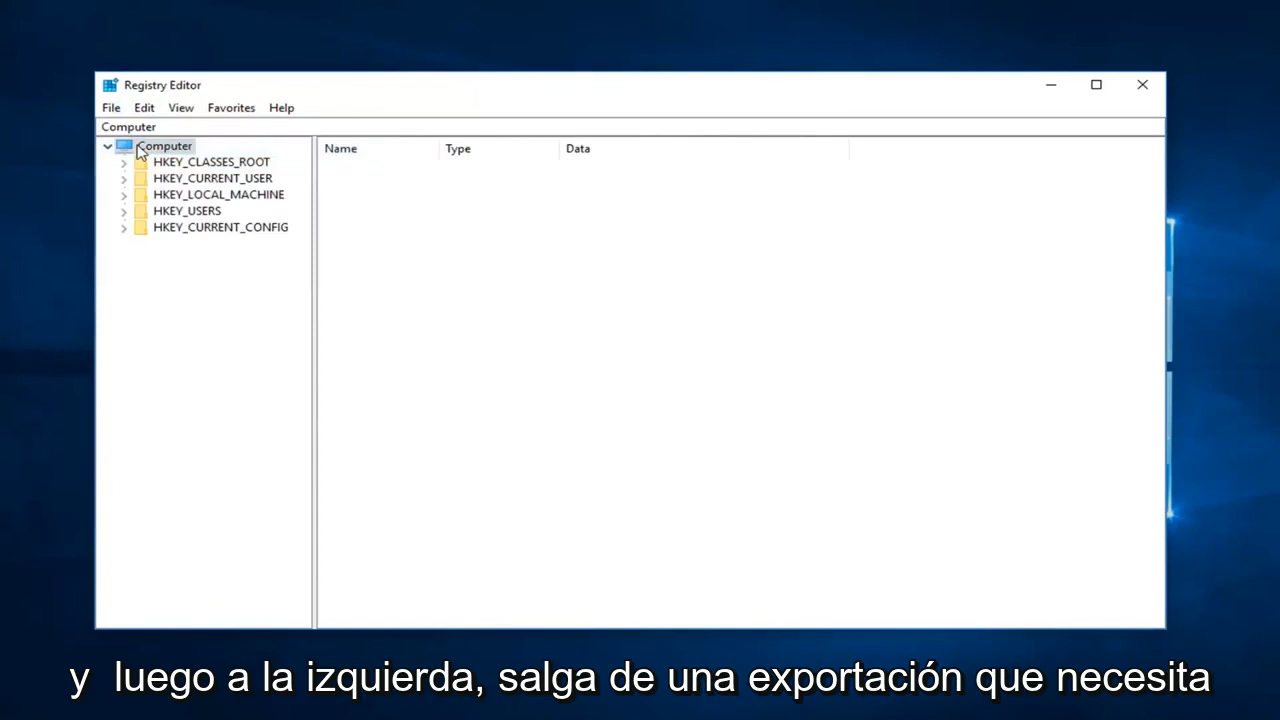 Registry Editor
File Edit View Favorites Help
Computer
Computer
HKEY_CLASSES_ROOT
HKEY_CURRENT_USER
HKEY_LOCAL_MACHINE
HKEY_USERS
HKEY_CURRENT_CONFIG
Name Type Data
y luego a la izquierda, salga de una exportación que necesita